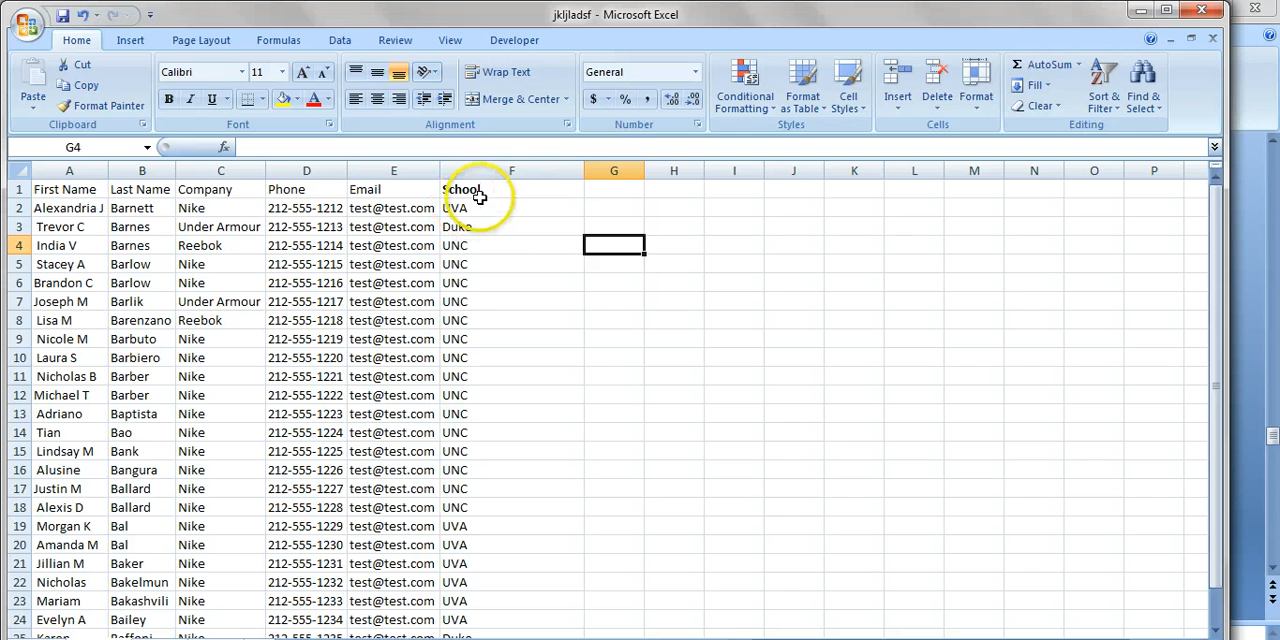 jkljladsf - Microsoft Excel
Home Insert Page Layout Formulas Data Review View Developer
Paste Cut Copy Format Painter
Calibri 11 A A
B I U A
Wrap Text
Merge & Center
General
$ % ,
Conditional Formatting Format as Table Cell Styles
Insert Delete Format
Σ AutoSum Fill Clear
Sort & Filter Find & Select
Clipboard Font Alignment Number Styles Cells Editing
G4 fx
A B C D E F G H I J K L M N O P
1 First Name Last Name Company Phone Email School
2 Alexandria J Barnett Nike 212-555-1212 test@test.com UVA
3 Trevor C Barnes Under Armour 212-555-1213 test@test.com Duke
4 India V Barnes Reebok 212-555-1214 test@test.com UNC
5 Stacey A Barlow Nike 212-555-1215 test@test.com UNC
6 Brandon C Barlow Nike 212-555-1216 test@test.com UNC
7 Joseph M Barlik Under Armour 212-555-1217 test@test.com UNC
8 Lisa M Barenzano Reebok 212-555-1218 test@test.com UNC
9 Nicole M Barbuto Nike 212-555-1219 test@test.com UNC
10 Laura S Barbiero Nike 212-555-1220 test@test.com UNC
11 Nicholas B Barber Nike 212-555-1221 test@test.com UNC
12 Michael T Barber Nike 212-555-1222 test@test.com UNC
13 Adriano Baptista Nike 212-555-1223 test@test.com UNC
14 Tian Bao Nike 212-555-1224 test@test.com UNC
15 Lindsay M Bank Nike 212-555-1225 test@test.com UNC
16 Alusine Bangura Nike 212-555-1226 test@test.com UNC
17 Justin M Ballard Nike 212-555-1227 test@test.com UNC
18 Alexis D Ballard Nike 212-555-1228 test@test.com UNC
19 Morgan K Bal Nike 212-555-1229 test@test.com UVA
20 Amanda M Bal Nike 212-555-1230 test@test.com UVA
21 Jillian M Baker Nike 212-555-1231 test@test.com UVA
22 Nicholas Bakelmun Nike 212-555-1232 test@test.com UVA
23 Mariam Bakashvili Nike 212-555-1233 test@test.com UVA
24 Evelyn A Bailey Nike 212-555-1234 test@test.com UVA
25 Karen Baffoni Nike 212-555-1235 test@test.com Duke